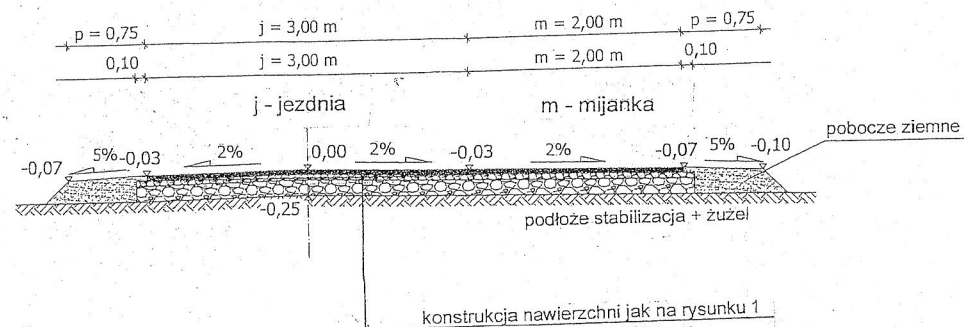 p = 0,75 j = 3,00 m m = 2,00 m p = 0,75
0,10 j = 3,00 m m = 2,00 m 0,10
j - jezdnia m - mijanka
pobocze ziemne
-0,07 5% -0,03 2% 0,00 2% -0,03 2% -0,07 5% -0,10
-0,25
podłoże stabilizacja + żużel
konstrukcja nawierzchni jak na rysunku 1